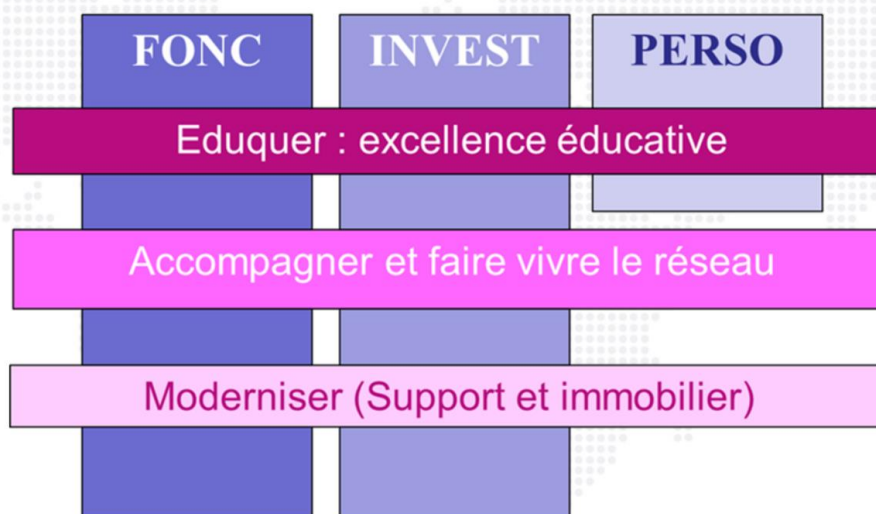 FONC INVEST PERSO
Eduquer : excellence éducative
Accompagner et faire vivre le réseau
Moderniser (Support et immobilier)